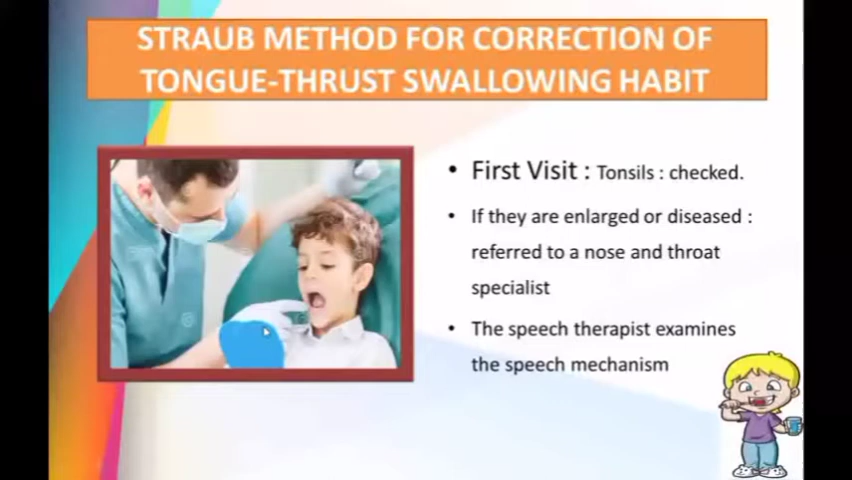 STRAUB METHOD FOR CORRECTION OF
TONGUE-THRUST SWALLOWING HABIT
• First Visit : Tonsils : checked.
• If they are enlarged or diseased :
referred to a nose and throat
specialist
• The speech therapist examines
the speech mechanism